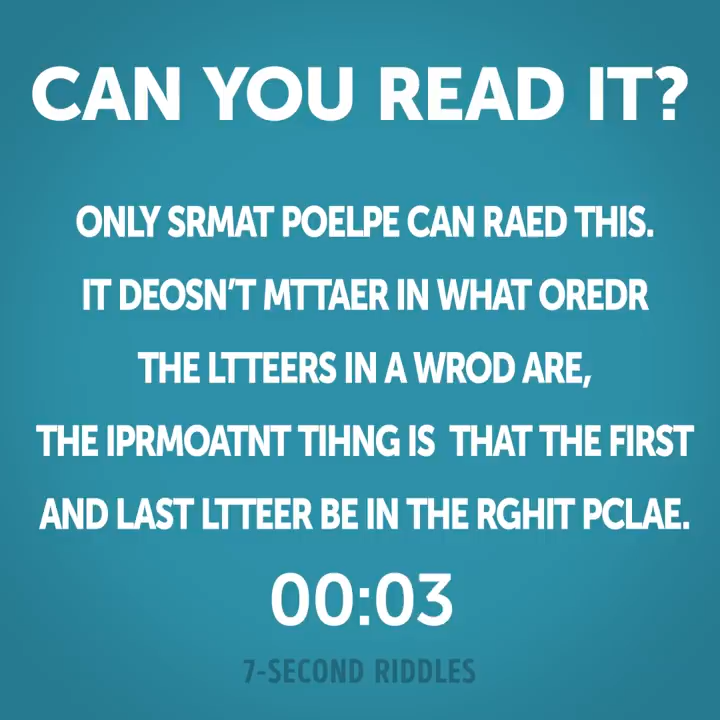 CAN YOU READ IT?
ONLY SRMAT POELPE CAN RAED THIS.
IT DEOSN'T MTTAER IN WHAT OREDR
THE LTTEERS IN A WROD ARE,
THE IPRMOATNT TIHNG IS THAT THE FIRST
AND LAST LTTEER BE IN THE RGHIT PCLAE.
00:03
7-SECOND RIDDLES